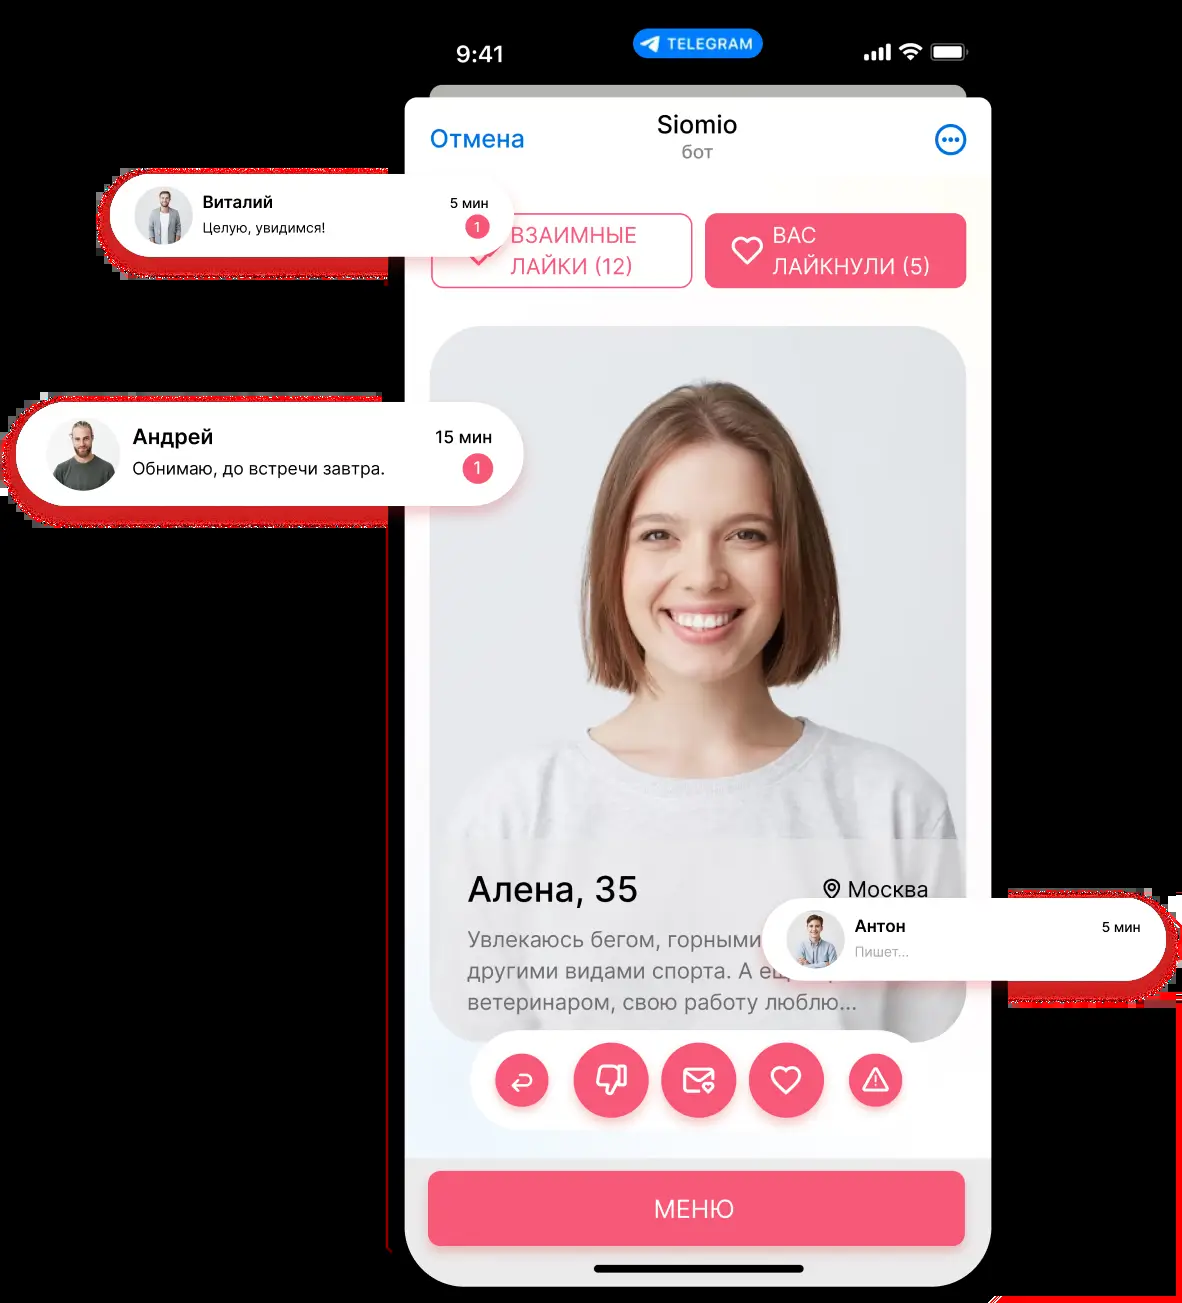 9:41
TELEGRAM
Отмена
Siomio
бот
Виталий
5 мин
Целую, увидимся!
1
ВЗАИМНЫЕ
ЛАЙКИ (12)
ВАС
ЛАЙКНУЛИ (5)
Андрей
15 мин
Обнимаю, до встречи завтра.
1
Алена, 35
Москва
Увлекаюсь бегом, горными
другими видами спорта. А
ветеринаром, свою работу люблю...
Антон
5 мин
Пишет...
МЕНЮ